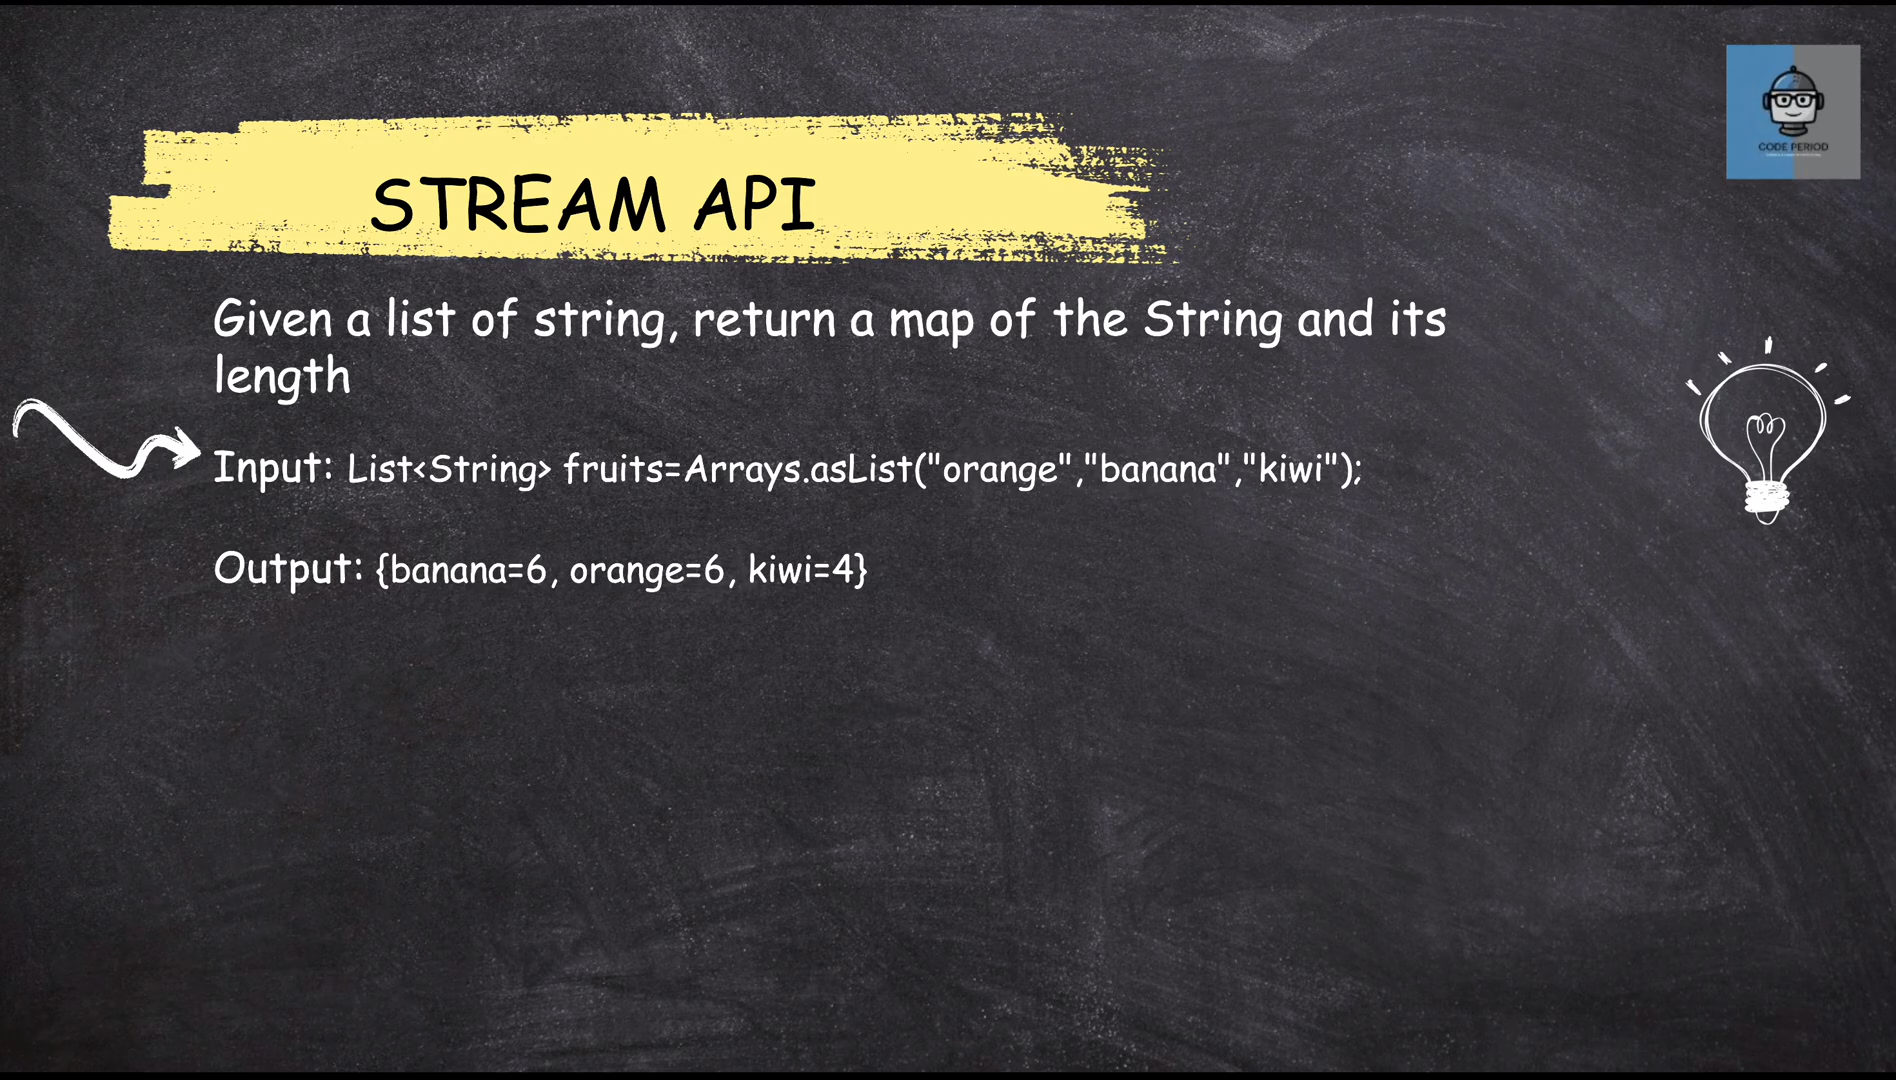 CODE PERIOD
STREAM API
Given a list of string, return a map of the String and its
length
Input: List<String> fruits=Arrays.asList("orange","banana","kiwi");
Output: {banana=6, orange=6, kiwi=4}